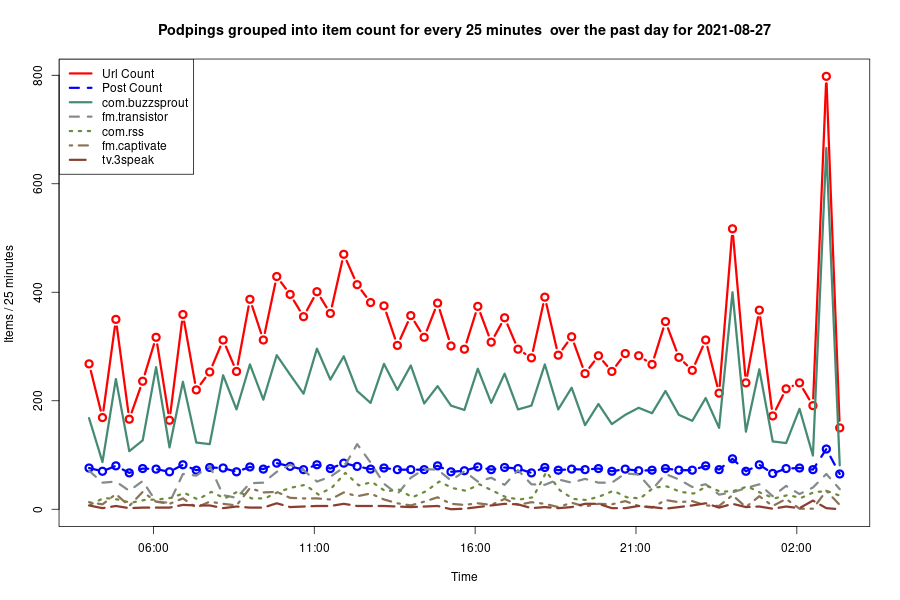 Podpings grouped into item count for every 25 minutes  over the past day for 2021-08-27
Url Count
Post Count
com.buzzsprout
fm.transistor
com.rss
fm.captivate
tv.3speak
Items / 25 minutes
800
600
400
200
0
06:00
11:00
16:00
21:00
02:00
Time